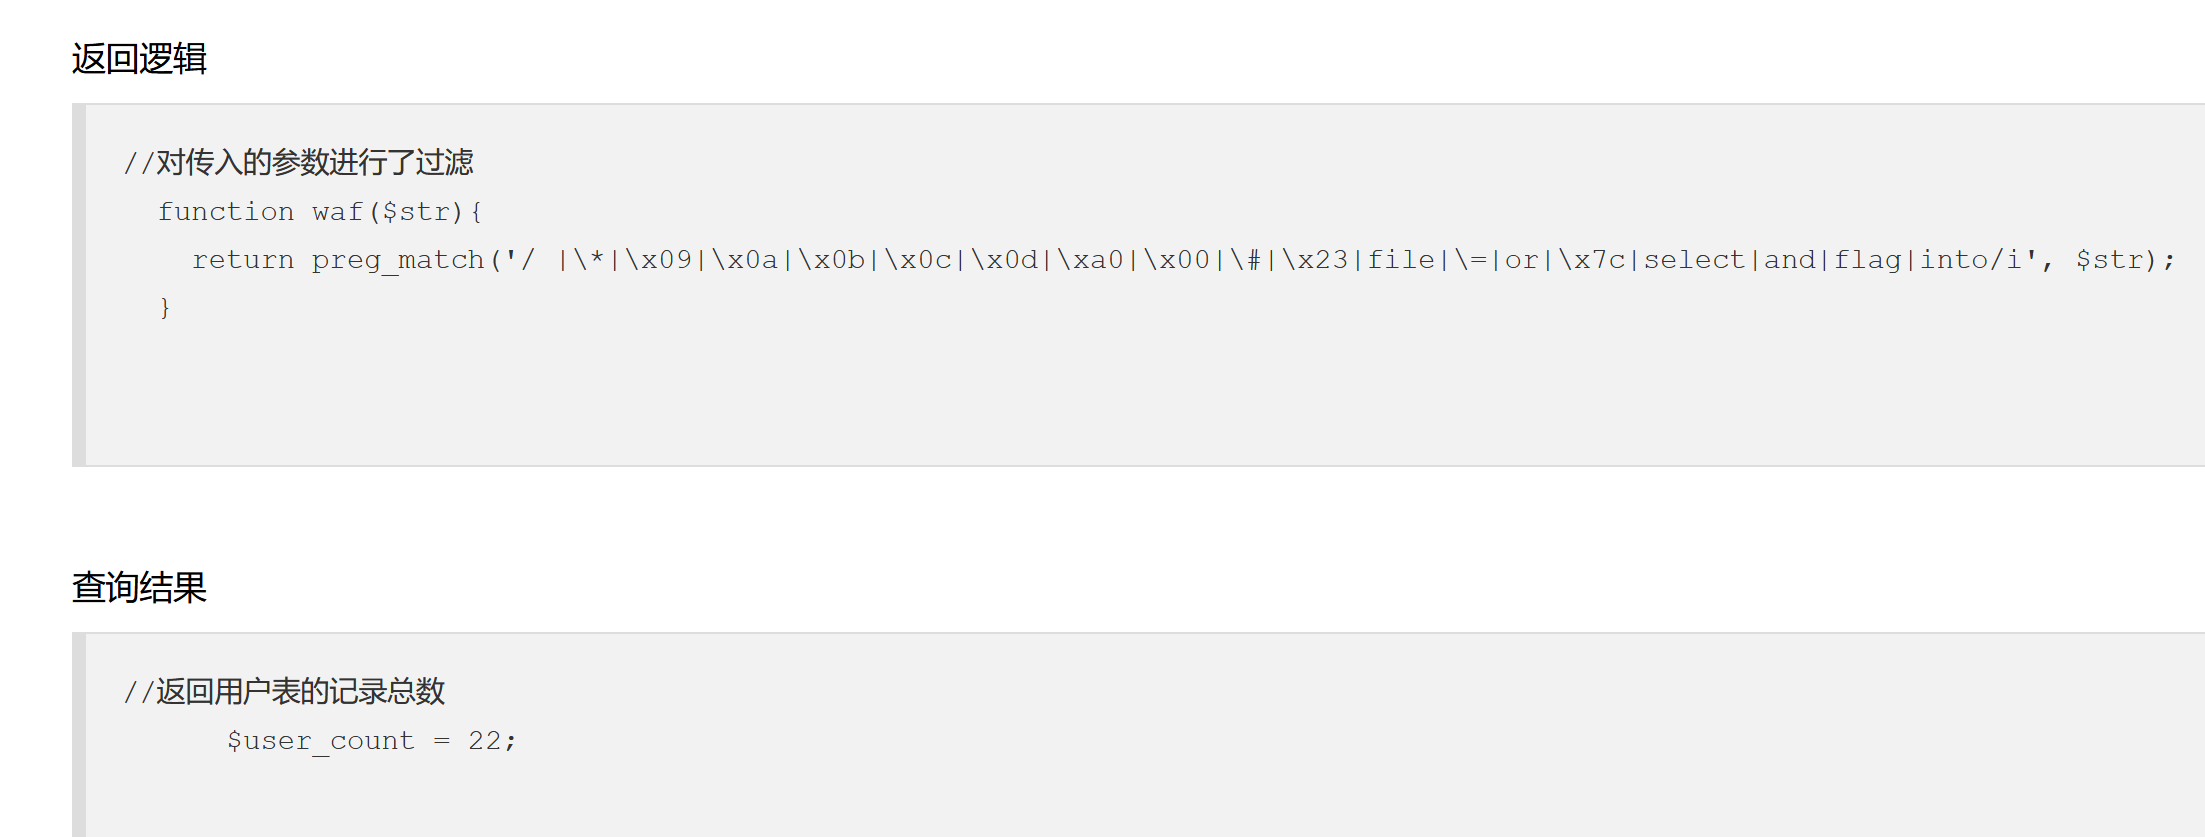 返回逻辑
//对传入的参数进行了过滤
function waf($str){
return preg_match('/ |\*|\x09|\x0a|\x0b|\x0c|\x0d|\xa0|\x00|\#|\x23|file|\=|or|\x7c|select|and|flag|into/i', $str);
}
查询结果
//返回用户表的记录总数
$user_count = 22;